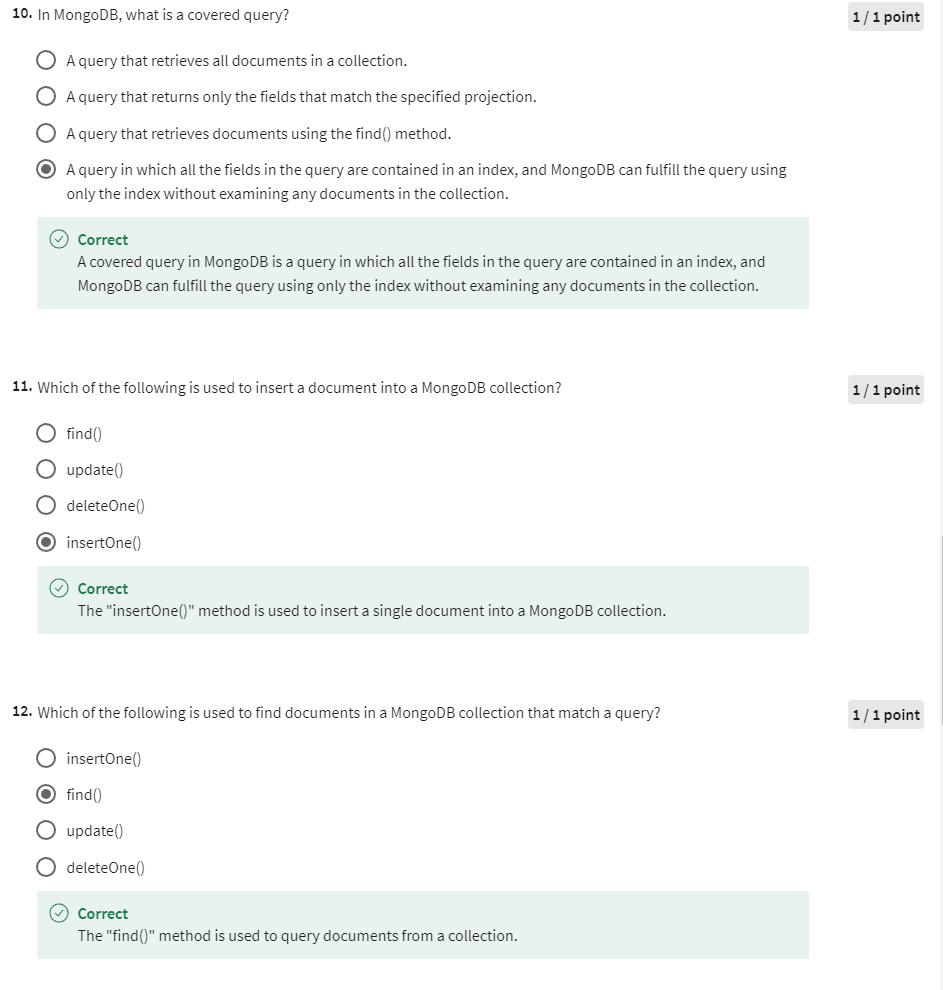 10. In MongoDB, what is a covered query?
1 / 1 point
A query that retrieves all documents in a collection.
A query that returns only the fields that match the specified projection.
A query that retrieves documents using the find() method.
A query in which all the fields in the query are contained in an index, and MongoDB can fulfill the query using
only the index without examining any documents in the collection.
Correct
A covered query in MongoDB is a query in which all the fields in the query are contained in an index, and
MongoDB can fulfill the query using only the index without examining any documents in the collection.
11. Which of the following is used to insert a document into a MongoDB collection?
1 / 1 point
find()
update()
deleteOne()
insertOne()
Correct
The "insertOne()" method is used to insert a single document into a MongoDB collection.
12. Which of the following is used to find documents in a MongoDB collection that match a query?
1 / 1 point
insertOne()
find()
update()
deleteOne()
Correct
The "find()" method is used to query documents from a collection.